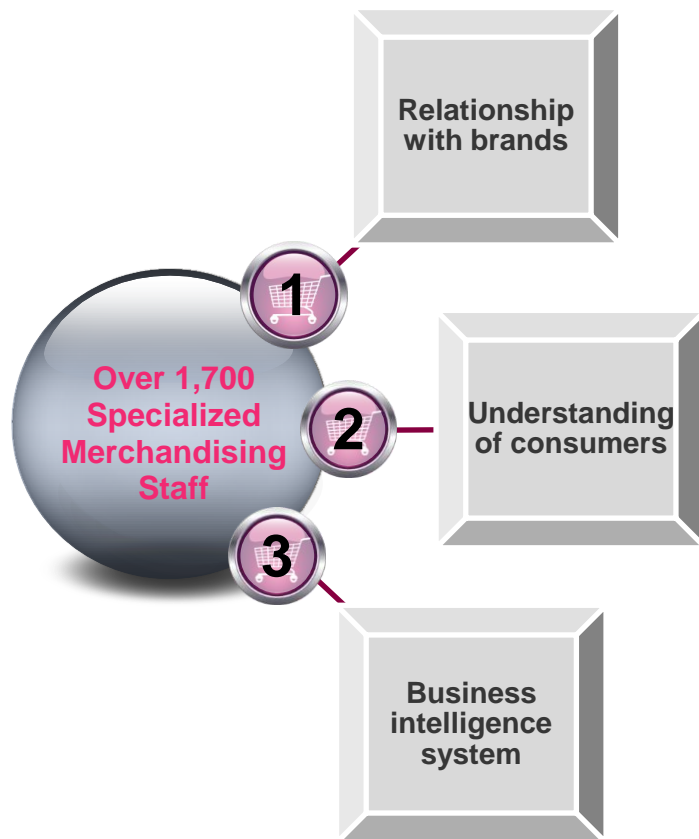 Relationship
with brands
1
Over 1,700
Specialized
Merchandising
Staff
2
Understanding
of consumers
3
Business
intelligence
system